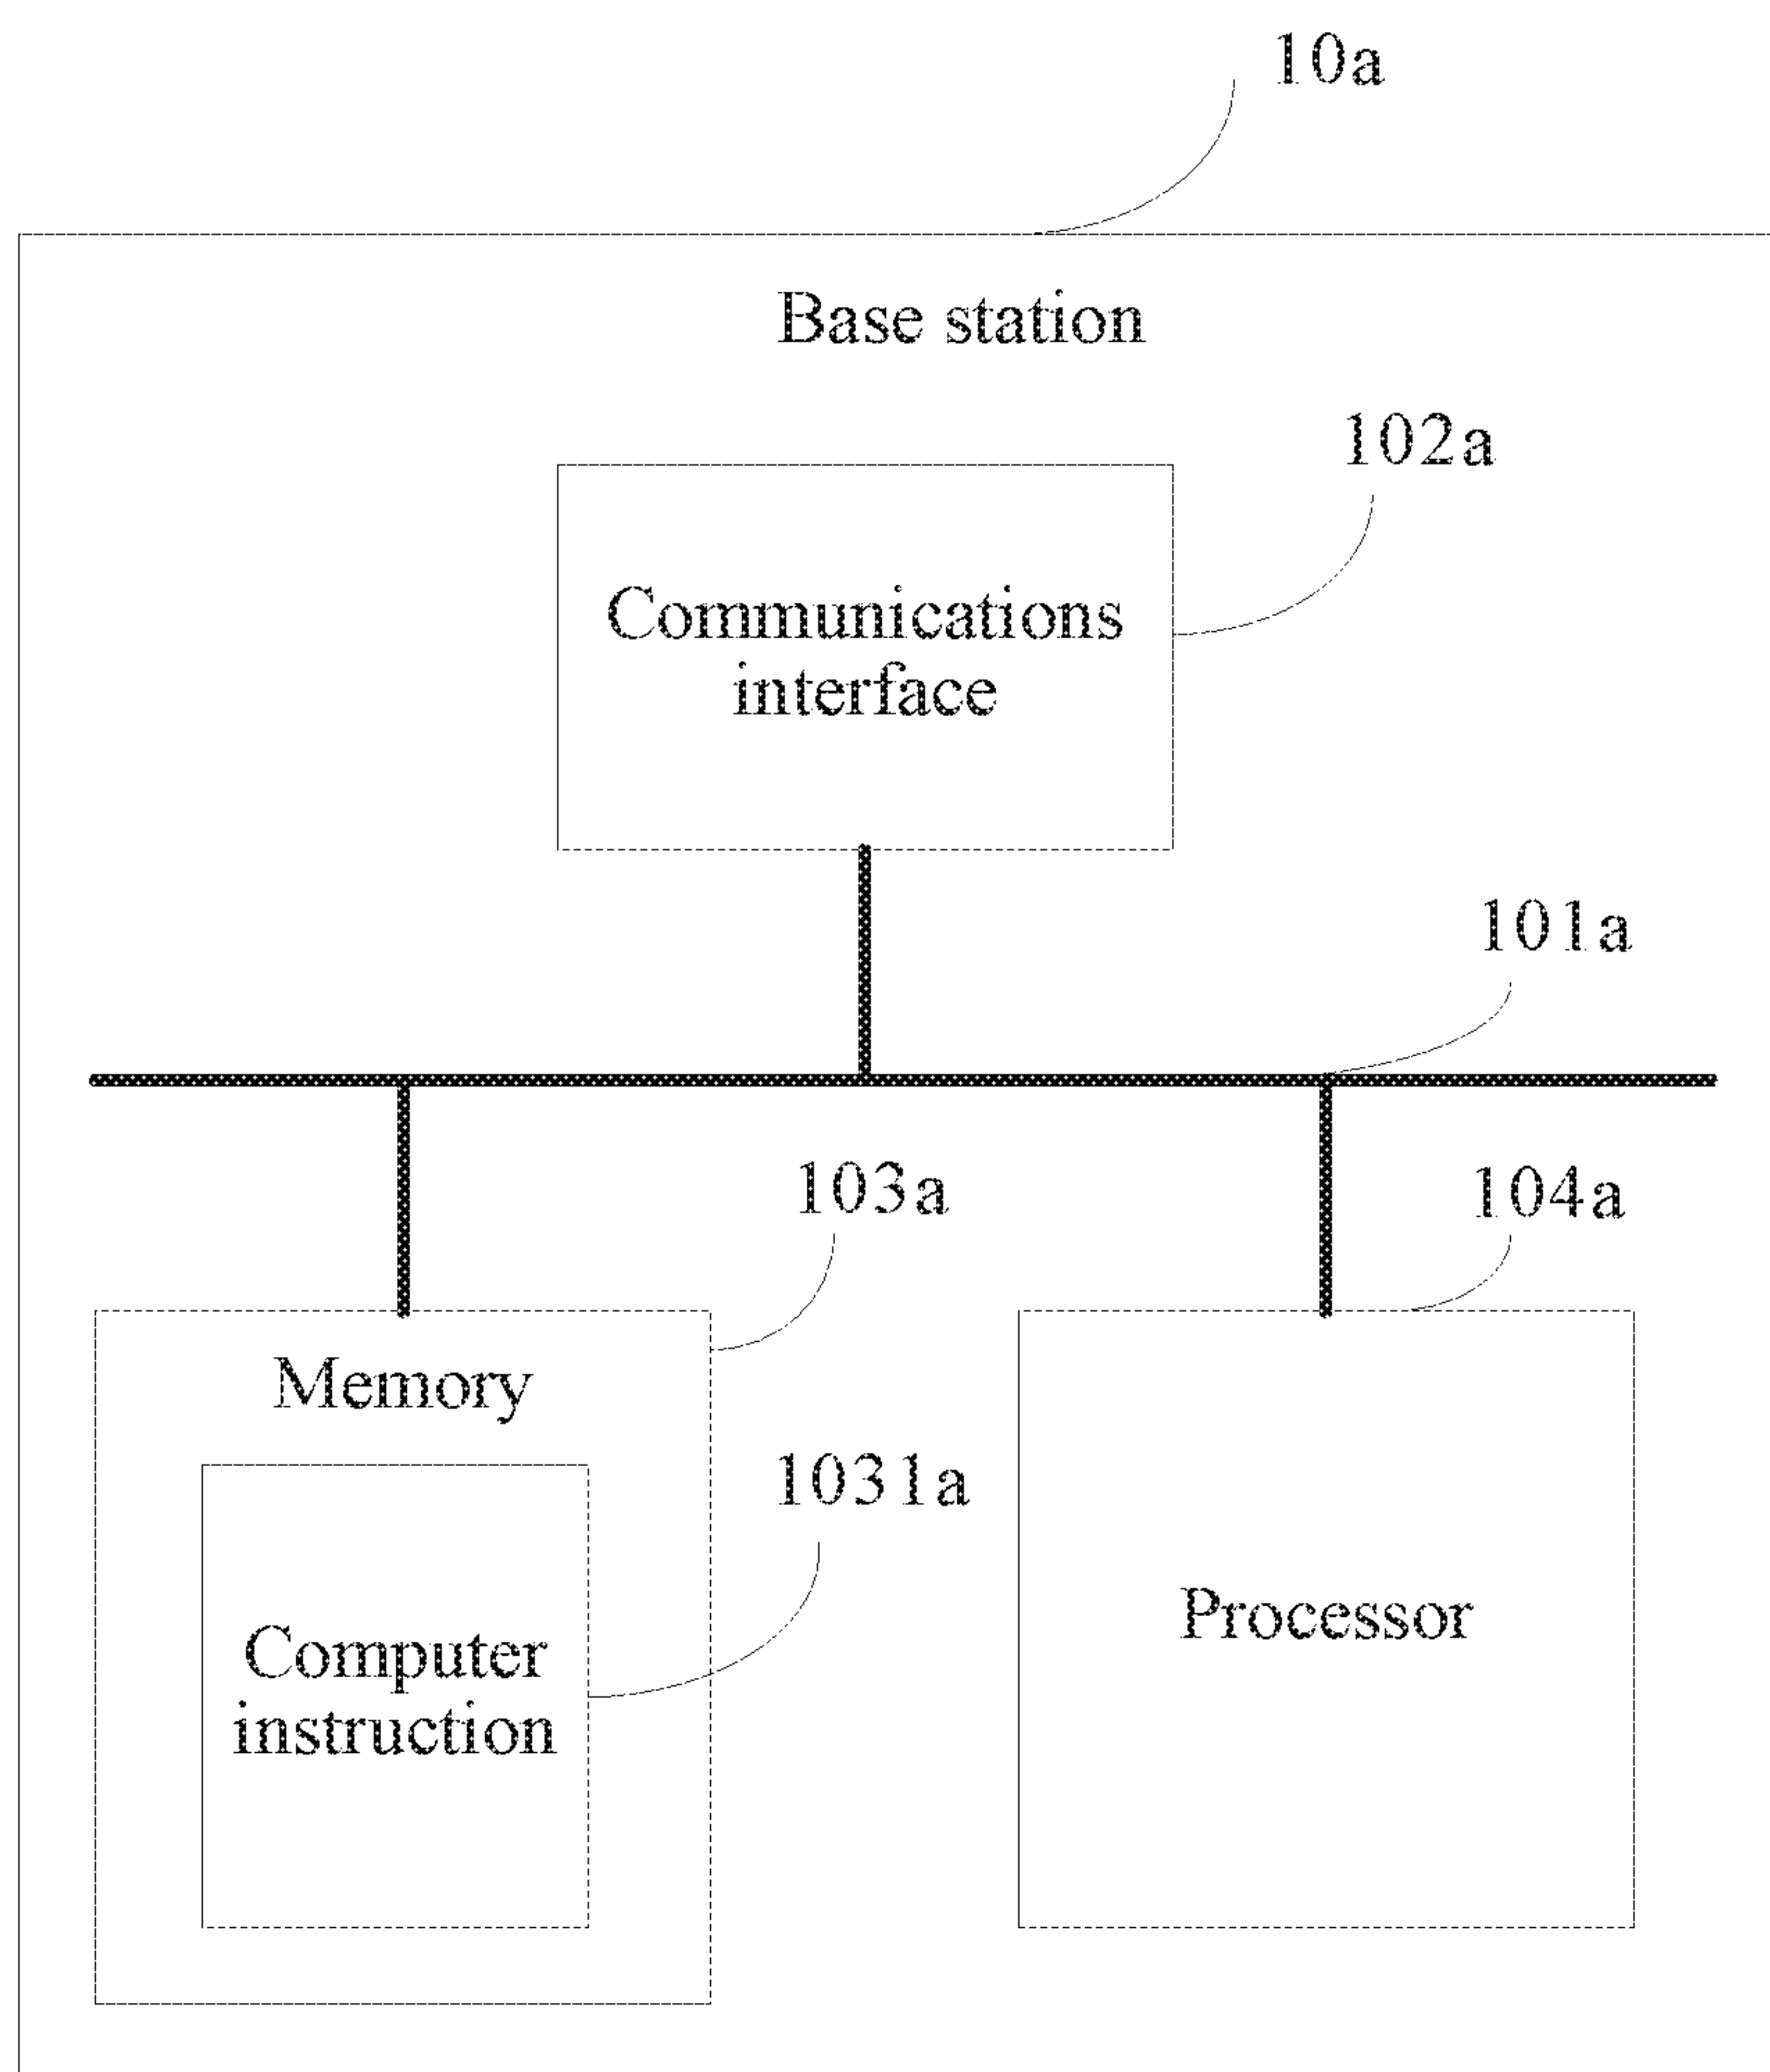 10a
Base station
102a
Communications
interface
101a
103a
104a
Memory
1031a
Computer
instruction
Processor